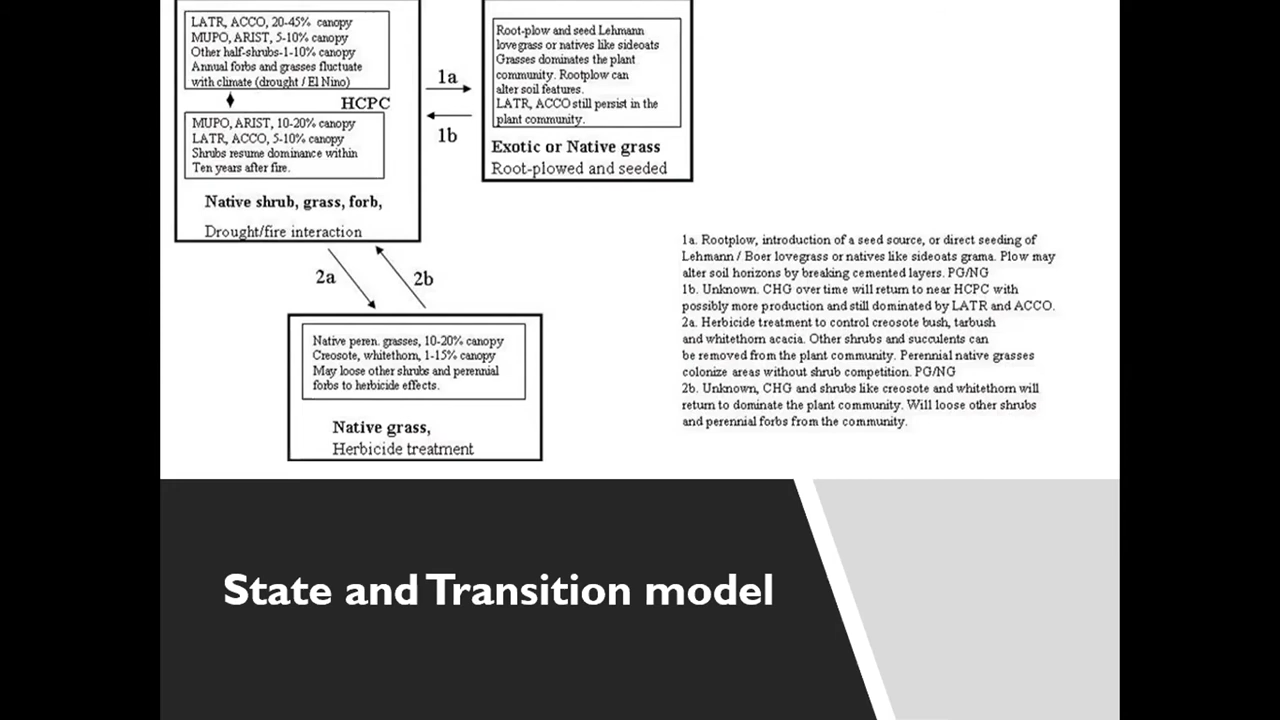 LATR, ACCO, 20-45% canopy
MUPO, ARIST, 5-10% canopy
Other half-shrubs-1-10% canopy
Annual forbs and grasses fluctuate
with climate (drought / El Nino)
HCPC
MUPO, ARIST, 10-20% canopy
LATR, ACCO, 5-10% canopy
Shrubs resume dominance within
Ten years after fire.
Native shrub, grass, forb,
Drought/fire interaction
1a
1b
Root-plow and seed Lehmann
lovegrass or natives like sideoats
Grasses dominates the plant
community. Rootplow can
alter soil features.
LATR, ACCO still persist in the
plant community.
Exotic or Native grass
Root-plowed and seeded
2a
2b
Native peren. grasses, 10-20% canopy
Creosote, whitethorn, 1-15% canopy
May loose other shrubs and perennial
forbs to herbicide effects.
Native grass,
Herbicide treatment
1a. Rootplow, introduction of a seed source, or direct seeding of
Lehmann / Boer lovegrass or natives like sideoats grama. Plow may
alter soil horizons by breaking cemented layers. PG/NG
1b. Unknown. CHG over time will return to near HCPC with
possibly more production and still dominated by LATR and ACCO.
2a. Herbicide treatment to control creosote bush, tarbush
and whitethorn acacia. Other shrubs and succulents can
be removed from the plant community. Perennial native grasses
colonize areas without shrub competition. PG/NG
2b. Unknown, CHG and shrubs like creosote and whitethorn will
return to dominate the plant community. Will loose other shrubs
and perennial forbs from the community.
State and Transition model